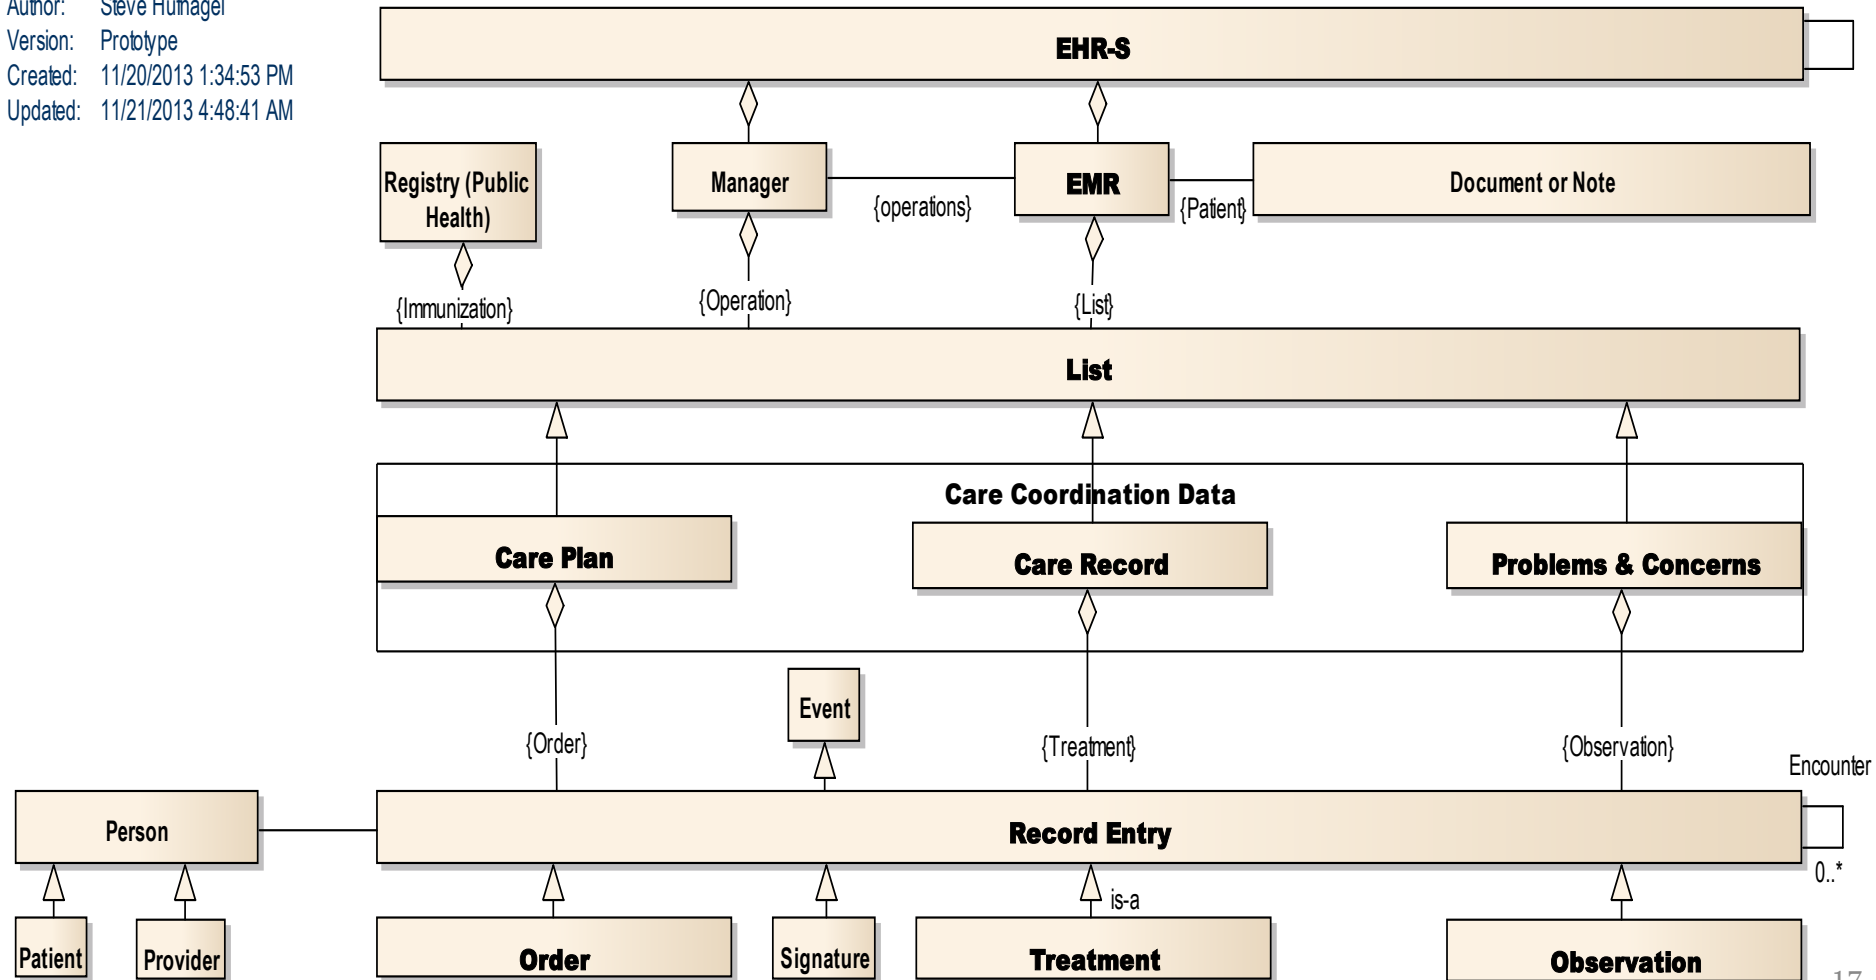 Author: Steve Hufnagel
Version: Prototype
Created: 11/20/2013 1:34:53 PM
Updated: 11/21/2013 4:48:41 AM
EHR-S
Registry (Public
Health)
Manager
{operations}
EMR
{Patient}
Document or Note
{Immunization}
{Operation}
{List}
List
Care Coordination Data
Care Plan
Care Record
Problems & Concerns
Event
{Order}
{Treatment}
{Observation}
Encounter
Person
Record Entry
0..*
is-a
Patient
Provider
Order
Signature
Treatment
Observation
17